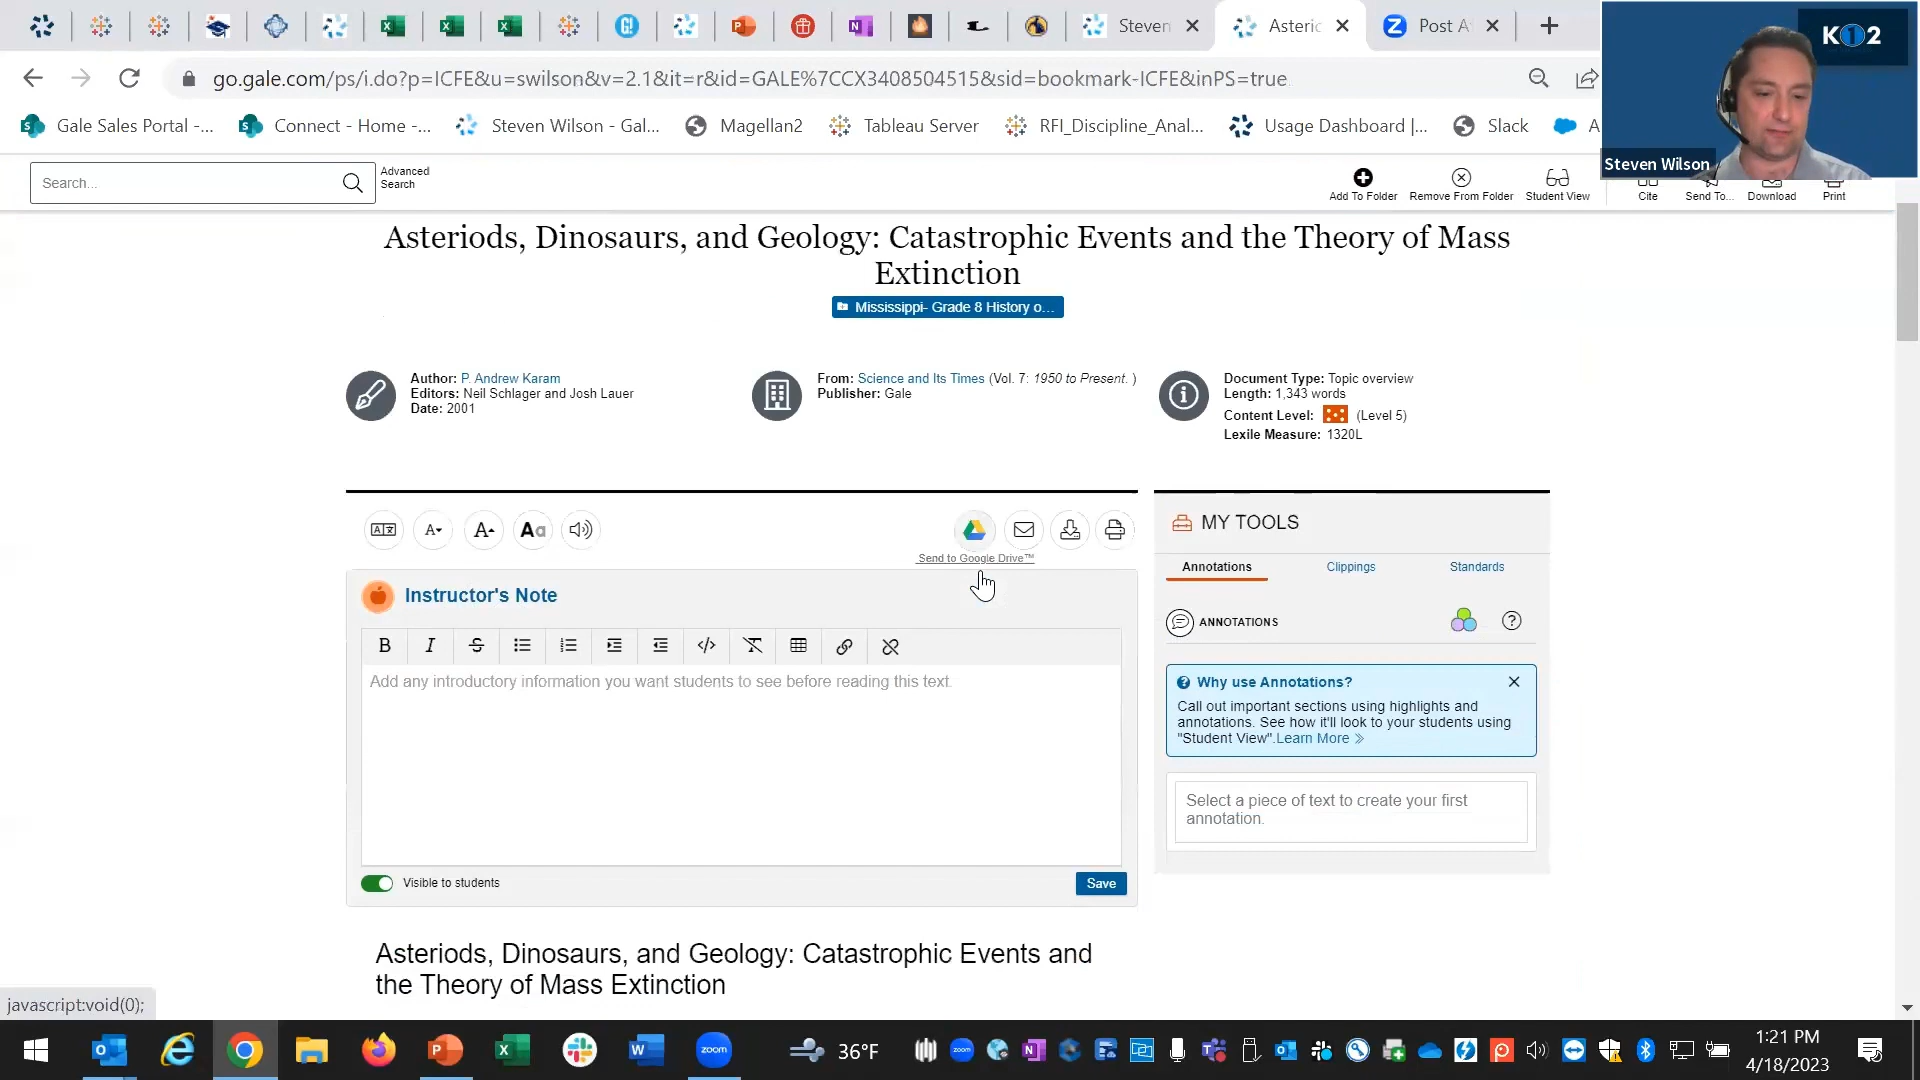 Steven
Asteric
Post A
K12
go.gale.com/ps/i.do?p=ICFE&u=swilson&v=2.1&it=r&id=GALE%7CCX3408504515&sid=bookmark-ICFE&inPS=true
Gale Sales Portal -...
Connect - Home -...
Steven Wilson - Gal...
Magellan2
Tableau Server
RFI_Discipline_Anal...
Usage Dashboard |...
Slack
A
Steven Wilson
Search...
Advanced
Search
Add To Folder
Remove From Folder
Student View
Cite
Send To...
Download
Print
Asteriods, Dinosaurs, and Geology: Catastrophic Events and the Theory of Mass
Extinction
Mississippi- Grade 8 History o...
Author: P. Andrew Karam
Editors: Neil Schlager and Josh Lauer
Date: 2001
From: Science and Its Times (Vol. 7: 1950 to Present. )
Publisher: Gale
Document Type: Topic overview
Length: 1,343 words
Content Level: (Level 5)
Lexile Measure: 1320L
Send to Google Drive™
Instructor's Note
Add any introductory information you want students to see before reading this text.
Visible to students
Save
MY TOOLS
Annotations
Clippings
Standards
ANNOTATIONS
Why use Annotations?
Call out important sections using highlights and
annotations. See how it'll look to your students using
"Student View".Learn More
Select a piece of text to create your first
annotation.
Asteriods, Dinosaurs, and Geology: Catastrophic Events and
the Theory of Mass Extinction
javascript:void(0);
zoom
36°F
1:21 PM
4/18/2023